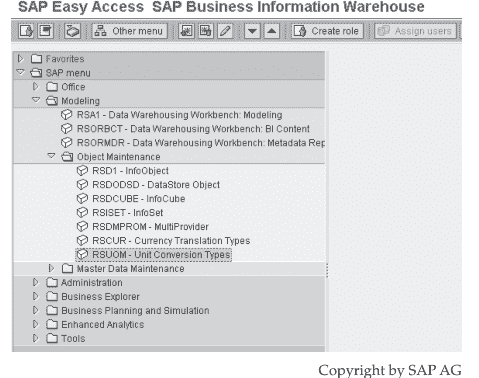 SAP Easy Access SAP Business Information Warehouse
Other menu Create role Assign users
Favorites
SAP menu
Office
Modeling
RSA1 - Data Warehousing Workbench: Modeling
RSORBCT - Data Warehousing Workbench: BI Content
RSORMDR - Data Warehousing Workbench: Metadata Rep
Object Maintenance
RSD1 - InfoObject
RSDODSD - DataStore Object
RSDCUBE - InfoCube
RSISET - InfoSet
RSDMPROM - MultiProvider
RSCUR - Currency Translation Types
RSUOM - Unit Conversion Types
Master Data Maintenance
Administration
Business Explorer
Business Planning and Simulation
Enhanced Analytics
Tools
Copyright by SAP AG